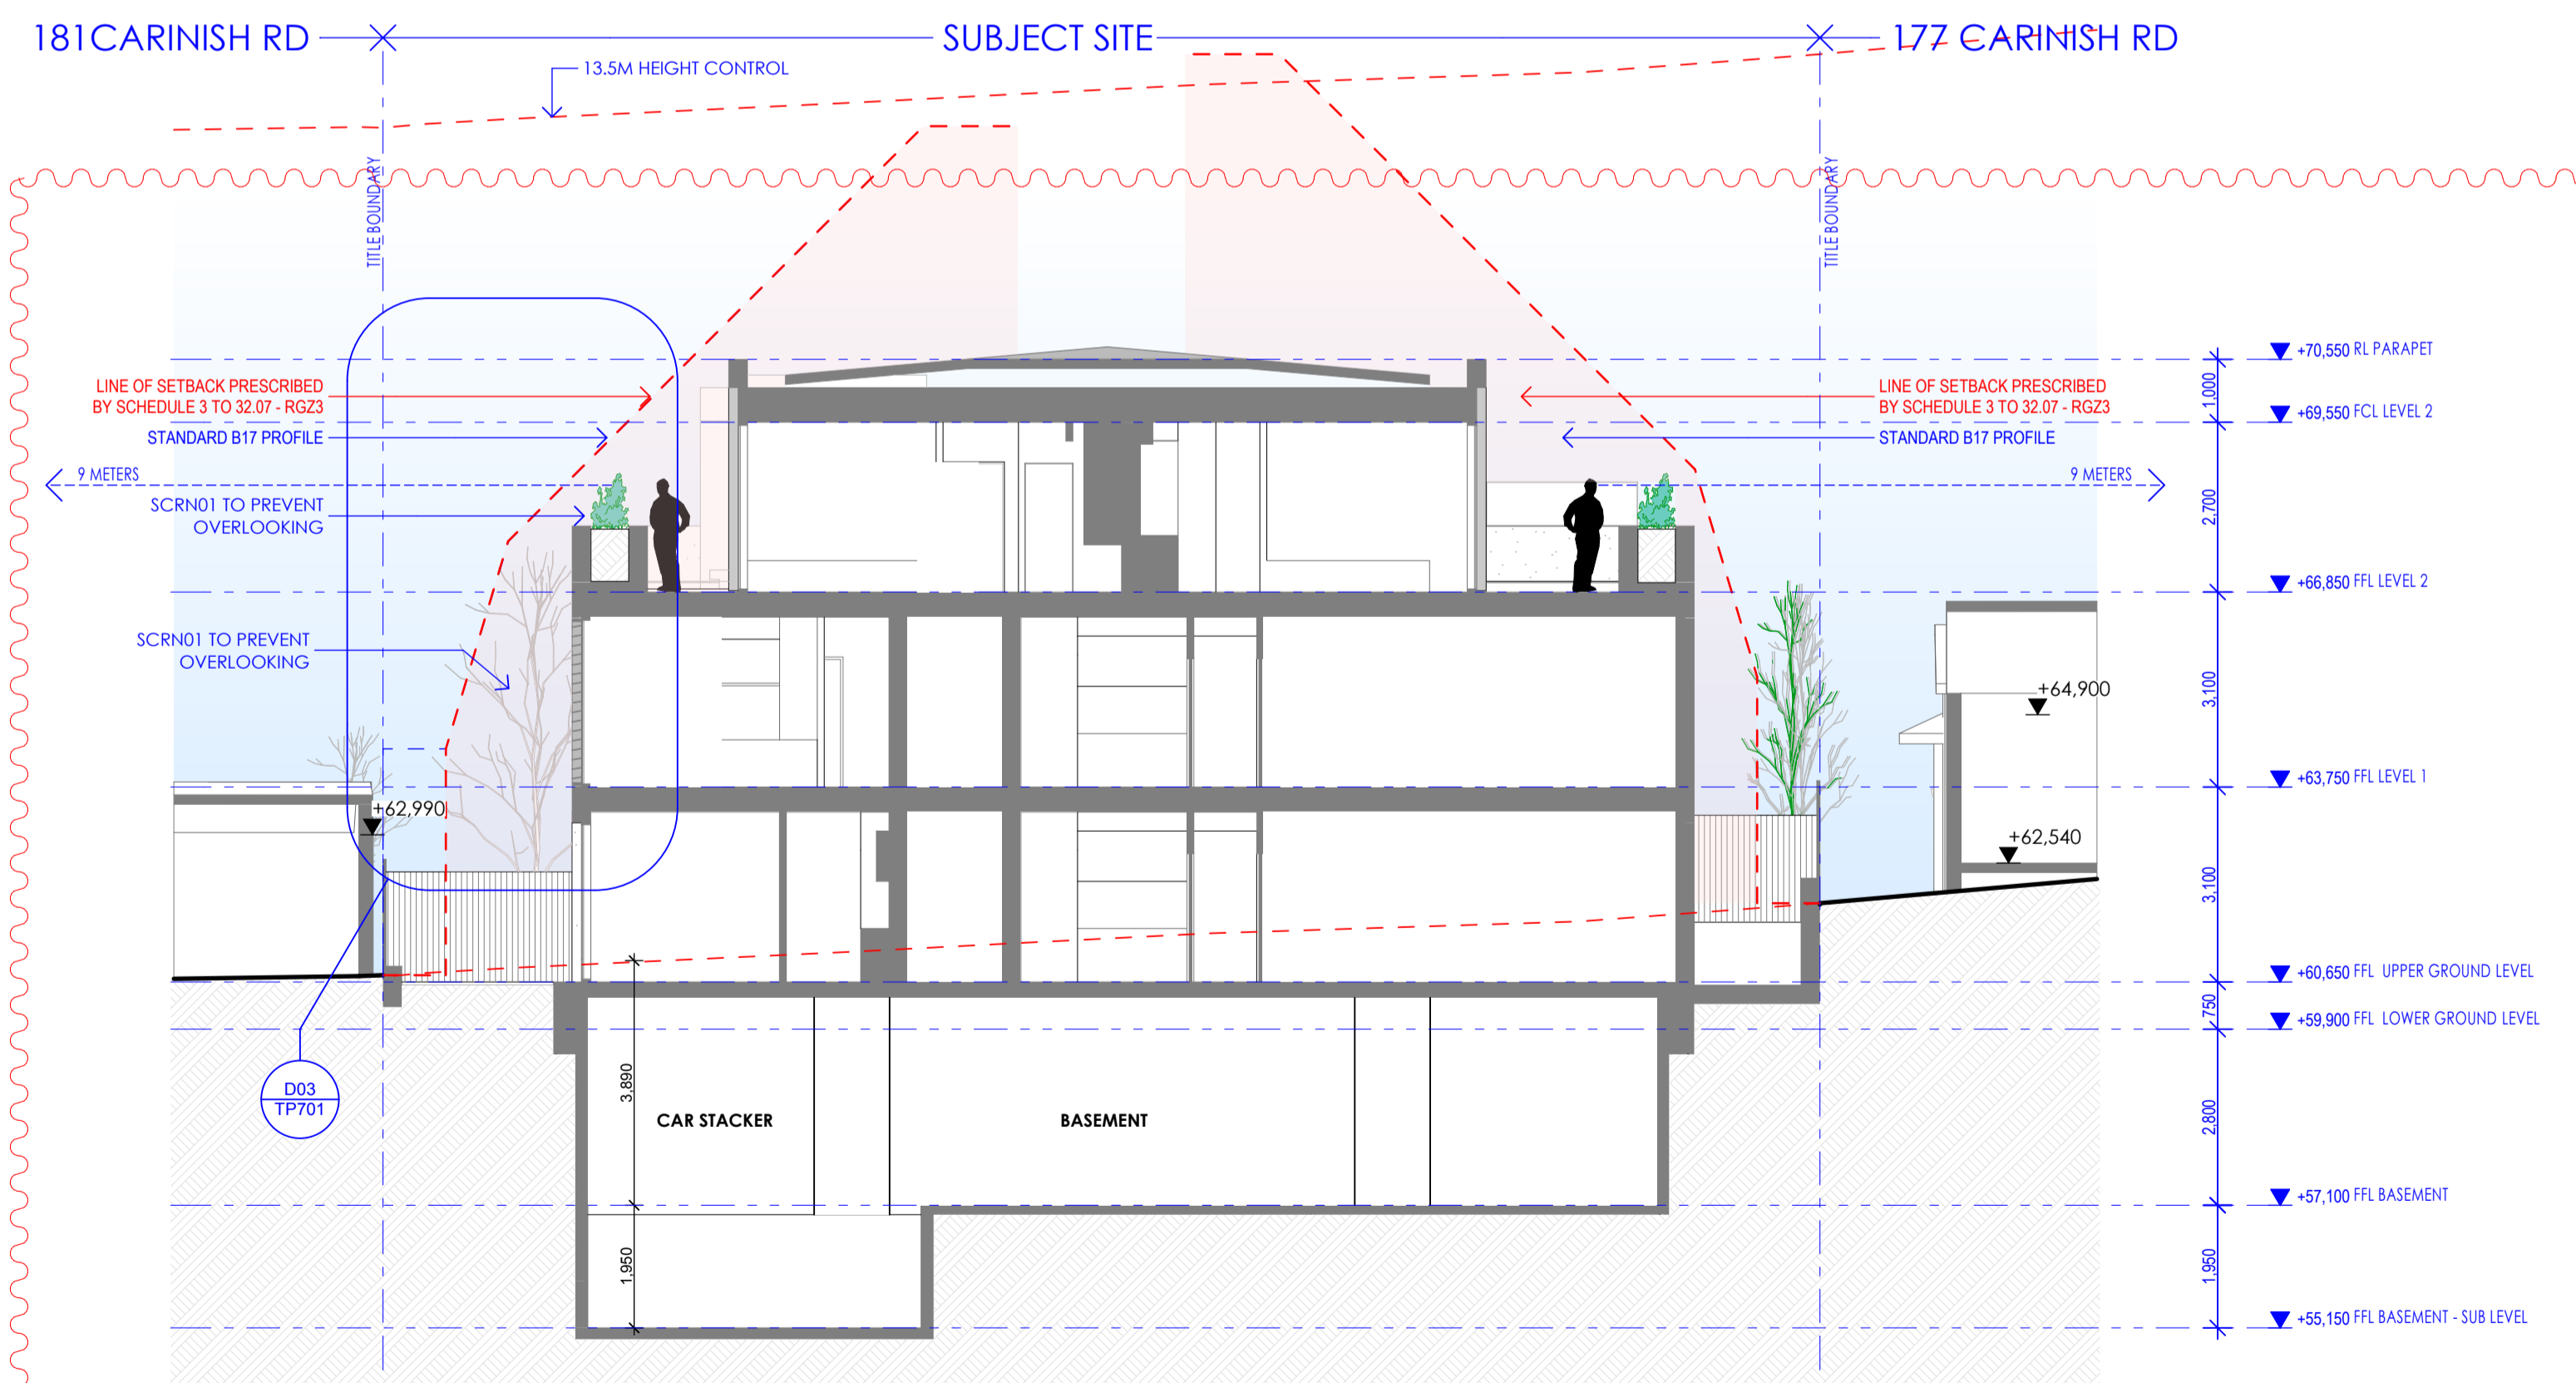 181CARINISH RD
SUBJECT SITE
177 CARINISH RD
13.5M HEIGHT CONTROL
TITLE BOUNDARY
TITLE BOUNDARY
LINE OF SETBACK PRESCRIBED
BY SCHEDULE 3 TO 32.07 - RGZ3
STANDARD B17 PROFILE
9 METERS
SCRN01 TO PREVENT
OVERLOOKING
SCRN01 TO PREVENT
OVERLOOKING
+62,990
D03
TP701
LINE OF SETBACK PRESCRIBED
BY SCHEDULE 3 TO 32.07 - RGZ3
STANDARD B17 PROFILE
9 METERS
+64,900
+62,540
3,890
1,950
CAR STACKER
BASEMENT
1,000
2,700
3,100
3,100
750
2,800
1,950
+70,550 RL PARAPET
+69,550 FCL LEVEL 2
+66,850 FFL LEVEL 2
+63,750 FFL LEVEL 1
+60,650 FFL UPPER GROUND LEVEL
+59,900 FFL LOWER GROUND LEVEL
+57,100 FFL BASEMENT
+55,150 FFL BASEMENT - SUB LEVEL